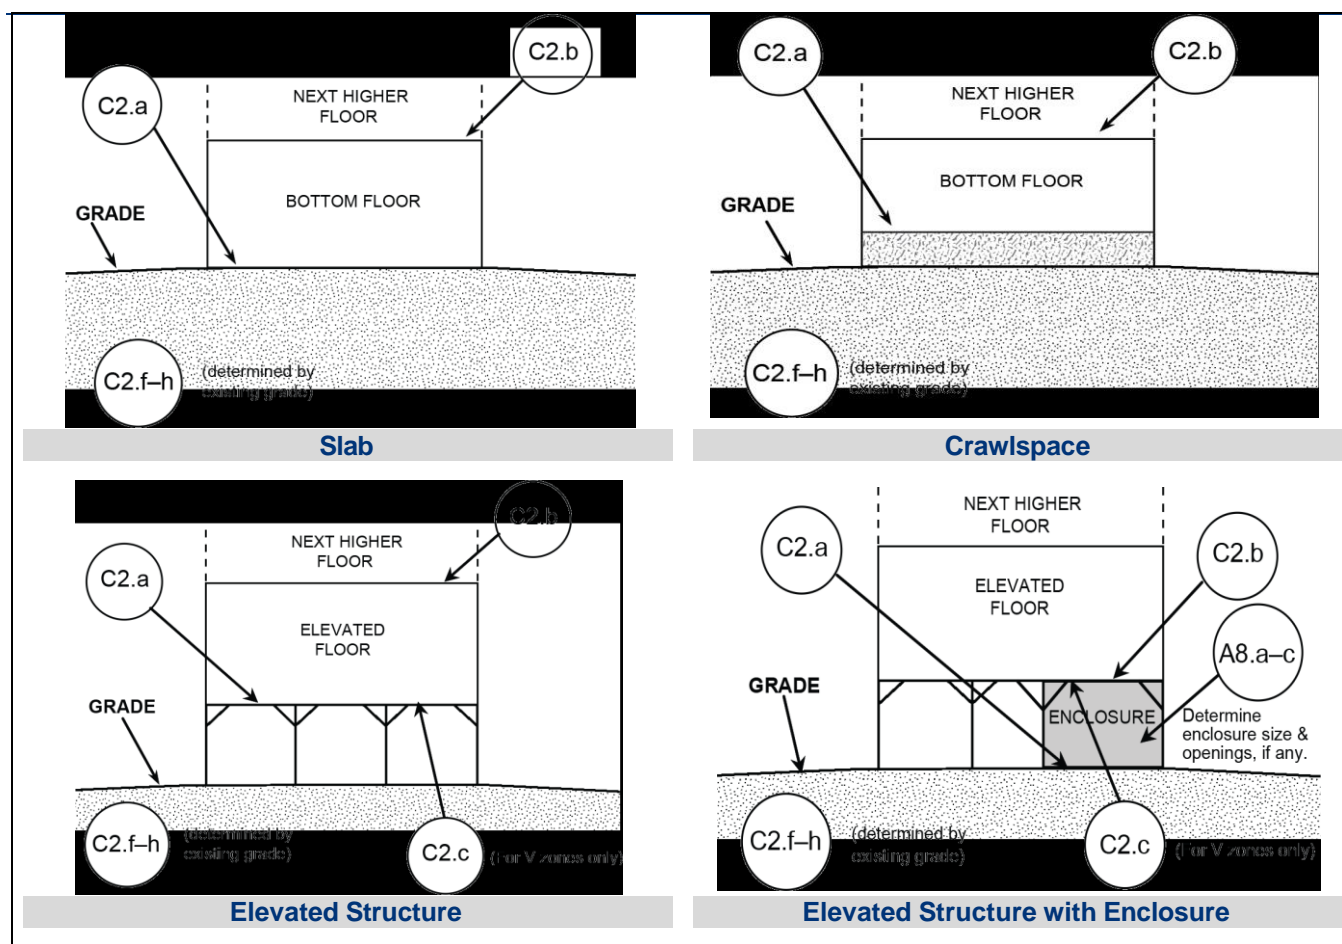 C2.b
C2.a
NEXT HIGHER
FLOOR
BOTTOM FLOOR
GRADE
C2.f–h
(determined by
existing grade)
Slab
C2.a
C2.b
NEXT HIGHER
FLOOR
BOTTOM FLOOR
GRADE
C2.f–h
(determined by
existing grade)
Crawlspace
C2.b
NEXT HIGHER
FLOOR
C2.a
ELEVATED
FLOOR
GRADE
C2.f–h
(determined by
existing grade)
C2.c
(For V zones only)
Elevated Structure
NEXT HIGHER
FLOOR
C2.a
C2.b
ELEVATED
FLOOR
A8.a–c
GRADE
ENCLOSURE
Determine
enclosure size &
openings, if any.
C2.f–h
(determined by
existing grade)
C2.c
(For V zones only)
Elevated Structure with Enclosure